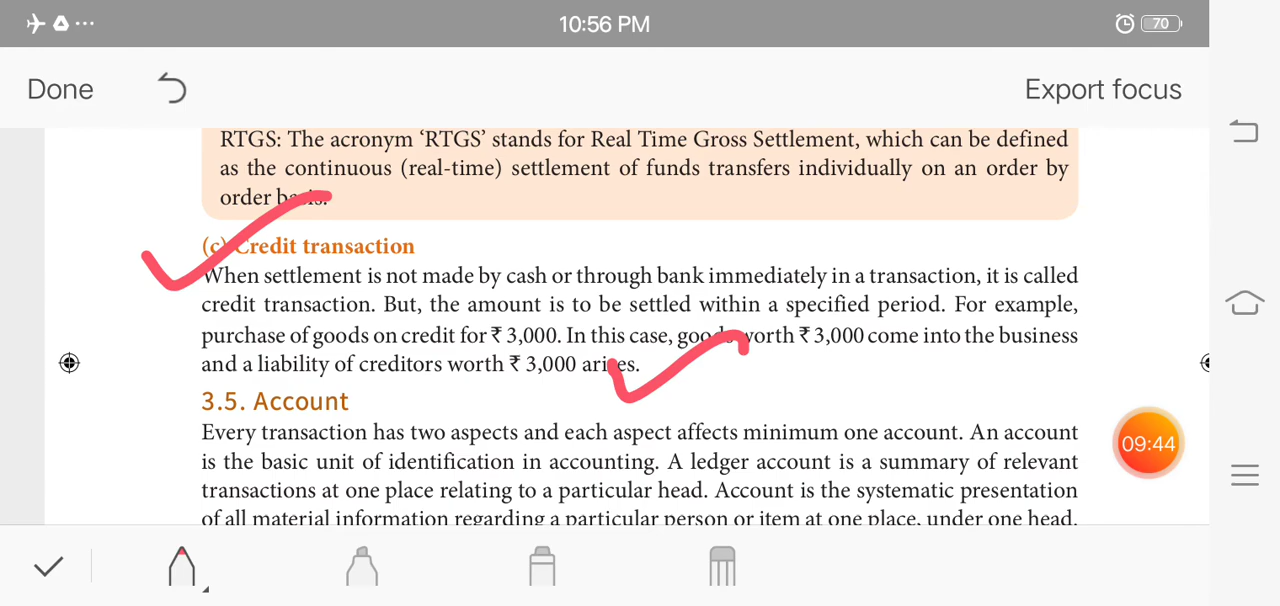 10:56 PM
70
Done
Export focus
RTGS: The acronym ‘RTGS’ stands for Real Time Gross Settlement, which can be defined
as the continuous (real-time) settlement of funds transfers individually on an order by
order basis.
(c) Credit transaction
When settlement is not made by cash or through bank immediately in a transaction, it is called
credit transaction. But, the amount is to be settled within a specified period. For example,
purchase of goods on credit for ₹ 3,000. In this case, goods worth ₹ 3,000 come into the business
and a liability of creditors worth ₹ 3,000 arises.
3.5. Account
Every transaction has two aspects and each aspect affects minimum one account. An account
is the basic unit of identification in accounting. A ledger account is a summary of relevant
transactions at one place relating to a particular head. Account is the systematic presentation
of all material information regarding a particular person or item at one place, under one head.
09:44